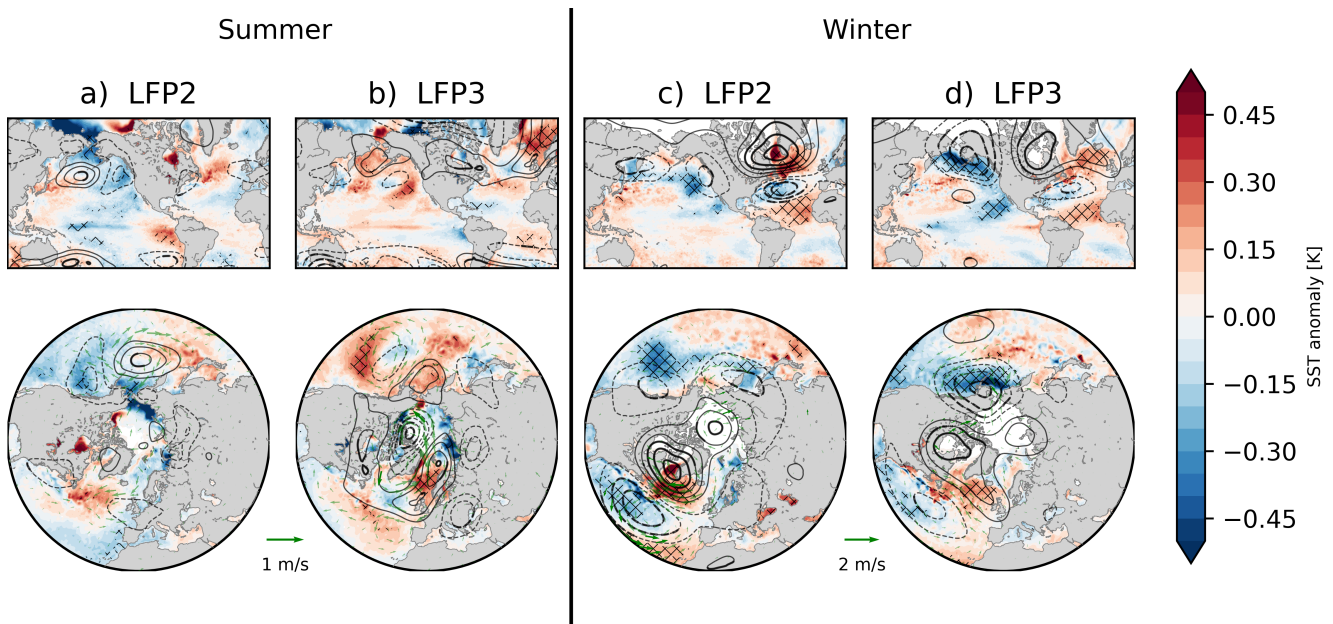 Summer
Winter
a) LFP2
b) LFP3
c) LFP2
d) LFP3
0.45
0.30
0.15
0.00
−0.15
−0.30
−0.45
SST anomaly [K]
1 m/s
2 m/s